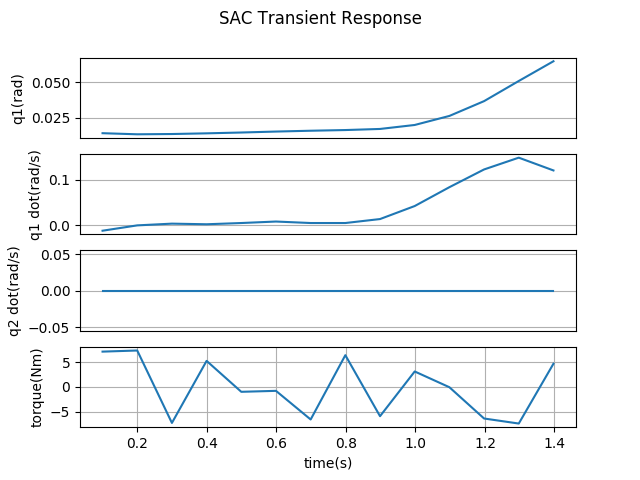 SAC Transient Response
q1(rad)
0.050
0.025
q1 dot(rad/s)
0.1
0.0
q2 dot(rad/s)
0.05
0.00
−0.05
torque(Nm)
5
0
−5
0.2 0.4 0.6 0.8 1.0 1.2 1.4
time(s)